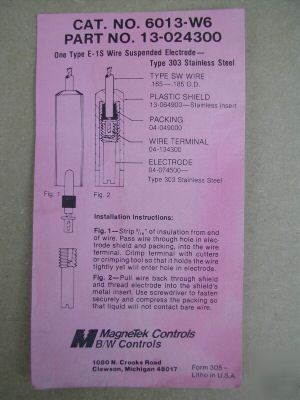 CAT. NO. 6013-W6
PART NO. 13-024300
One Type E-1S Wire Suspended Electrode—
Type 303 Stainless Steel
TYPE SW WIRE
.165—.185 O.D.
PLASTIC SHIELD
13-064900—Stainless insert
PACKING
04-049000
WIRE TERMINAL
04-134300
ELECTRODE
04-074500—
Type 303 Stainless Steel
Fig. 1
Fig. 2
Installation Instructions:
Fig. 1—Strip 5/16" of insulation from end
of wire. Pass wire through hole in elec-
trode shield and packing, into the wire
terminal. Crimp terminal with cutters
or crimping tool so that it holds the wire
tightly yet will enter hole in electrode.
Fig. 2—Pull wire back through shield
and thread electrode into the shield's
metal insert. Use screwdriver to fasten
securely and compress the packing so
that liquid will not contact bare wire.
MagneTek Controls
B/W Controls
1080 N. Crooks Road
Clawson, Michigan 48017
Form 305—
Litho in U.S.A.